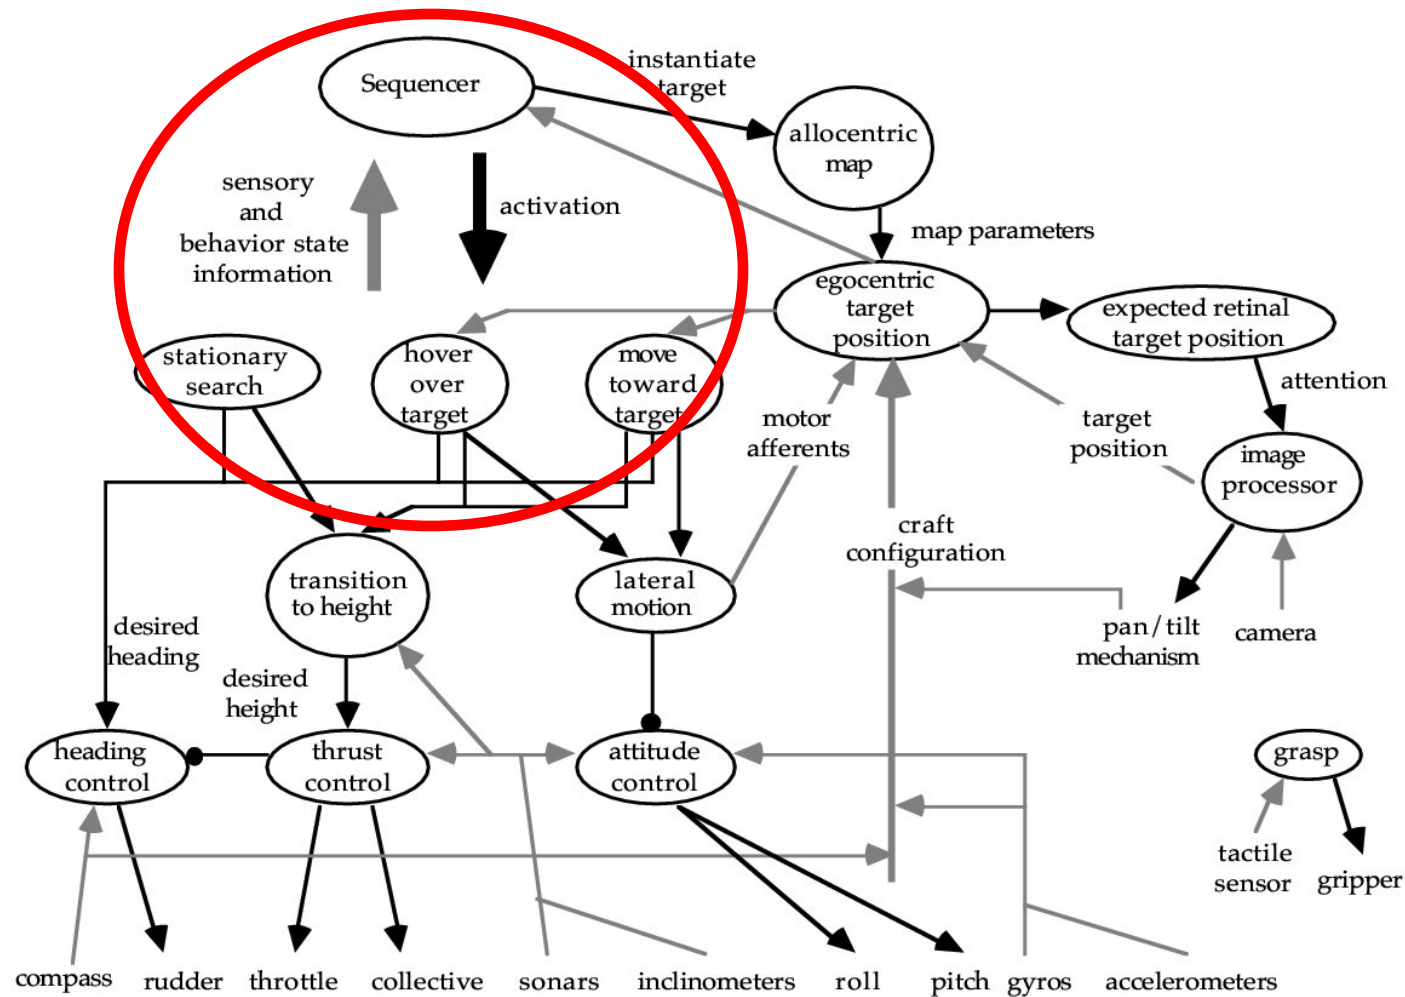 Sequencer
instantiate
target
allocentric
map
sensory
and
behavior state
information
activation
map parameters
egocentric
target
position
expected retinal
target position
stationary
search
hover
over
target
move
toward
target
attention
motor
afferents
target
position
image
processor
craft
configuration
transition
to height
lateral
motion
desired
heading
pan/tilt
mechanism
camera
desired
height
heading
control
thrust
control
attitude
control
grasp
tactile
sensor
gripper
compass
rudder
throttle
collective
sonars
inclinometers
roll
pitch
gyros
accelerometers